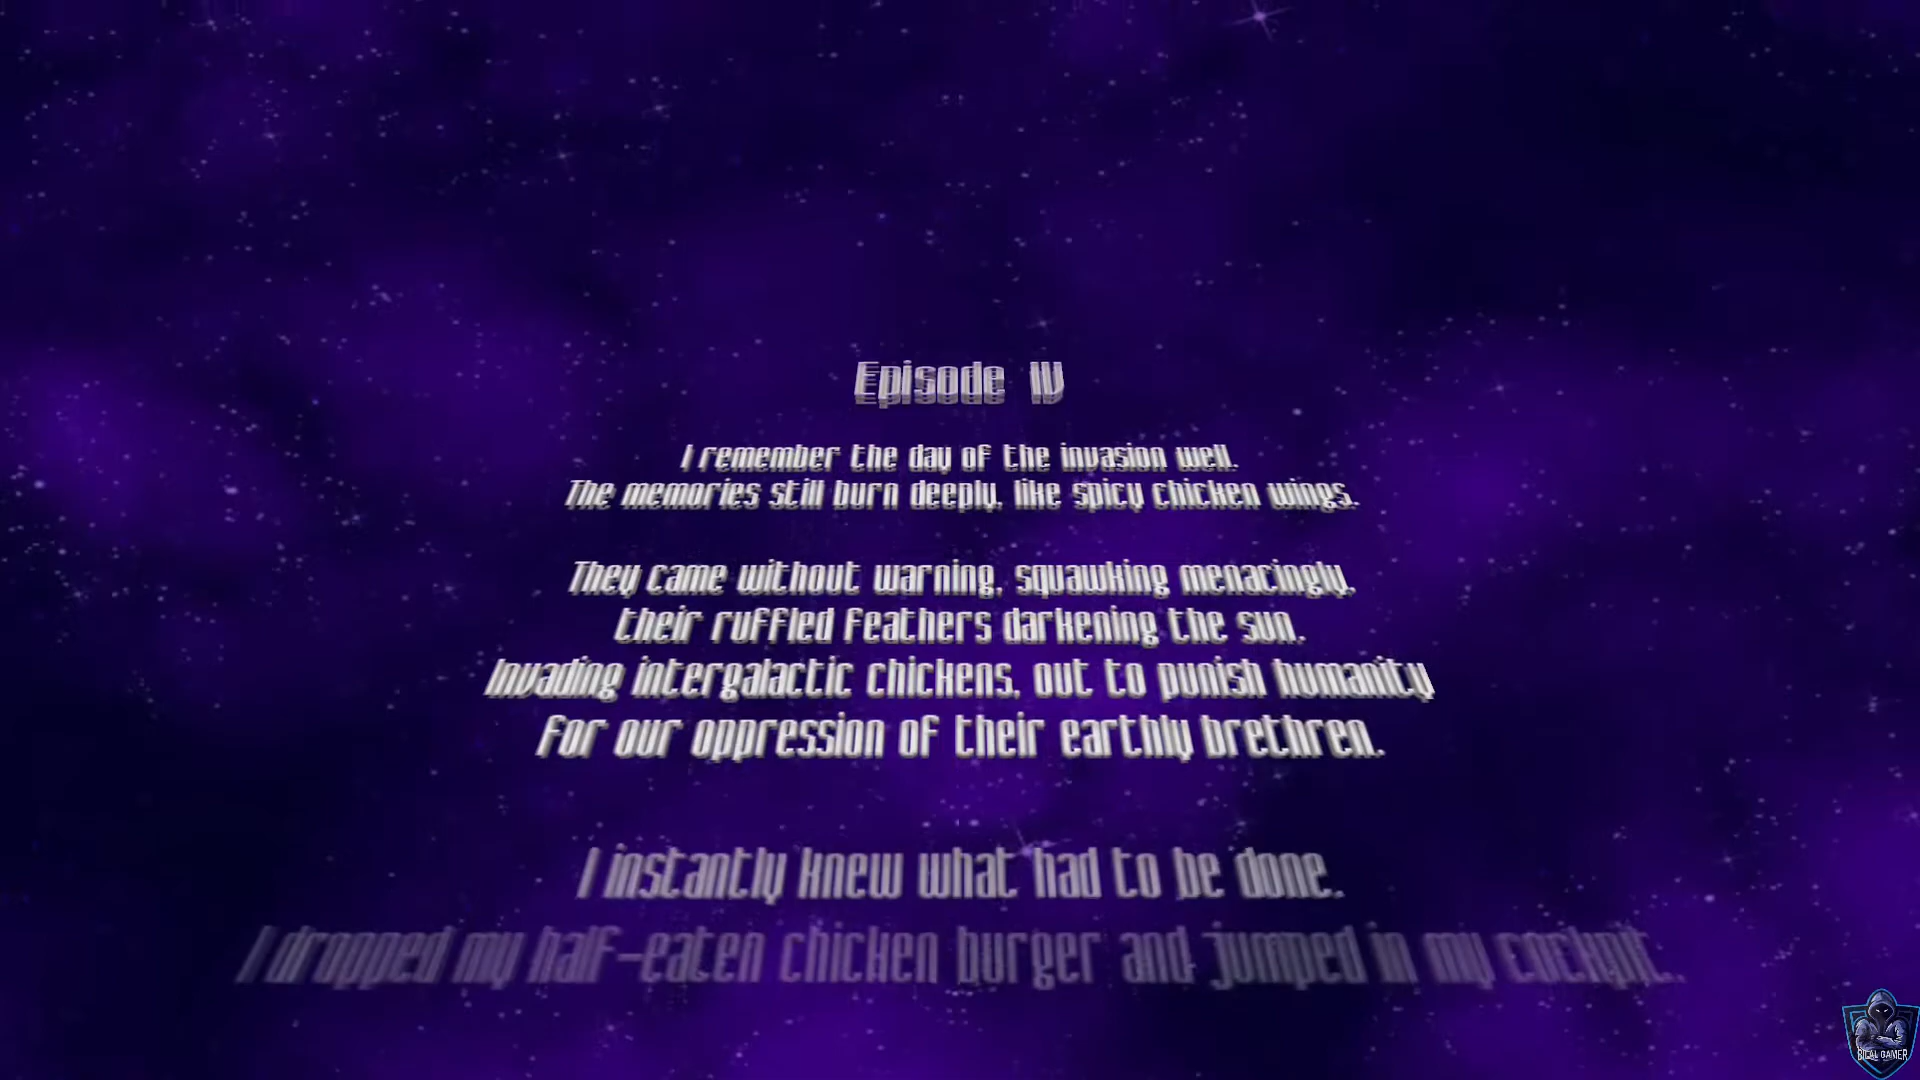 Episode IV
I remember the day of the invasion well.
The memories still burn deeply, like spicy chicken wings.
They came without warning, squawking menacingly,
their ruffled feathers darkening the sun.
Invading intergalactic chickens, out to punish humanity
for our oppression of their earthly brethren.
I instantly knew what had to be done.
I dropped my half-eaten chicken burger and jumped in my cockpit.
BILAL GAMER